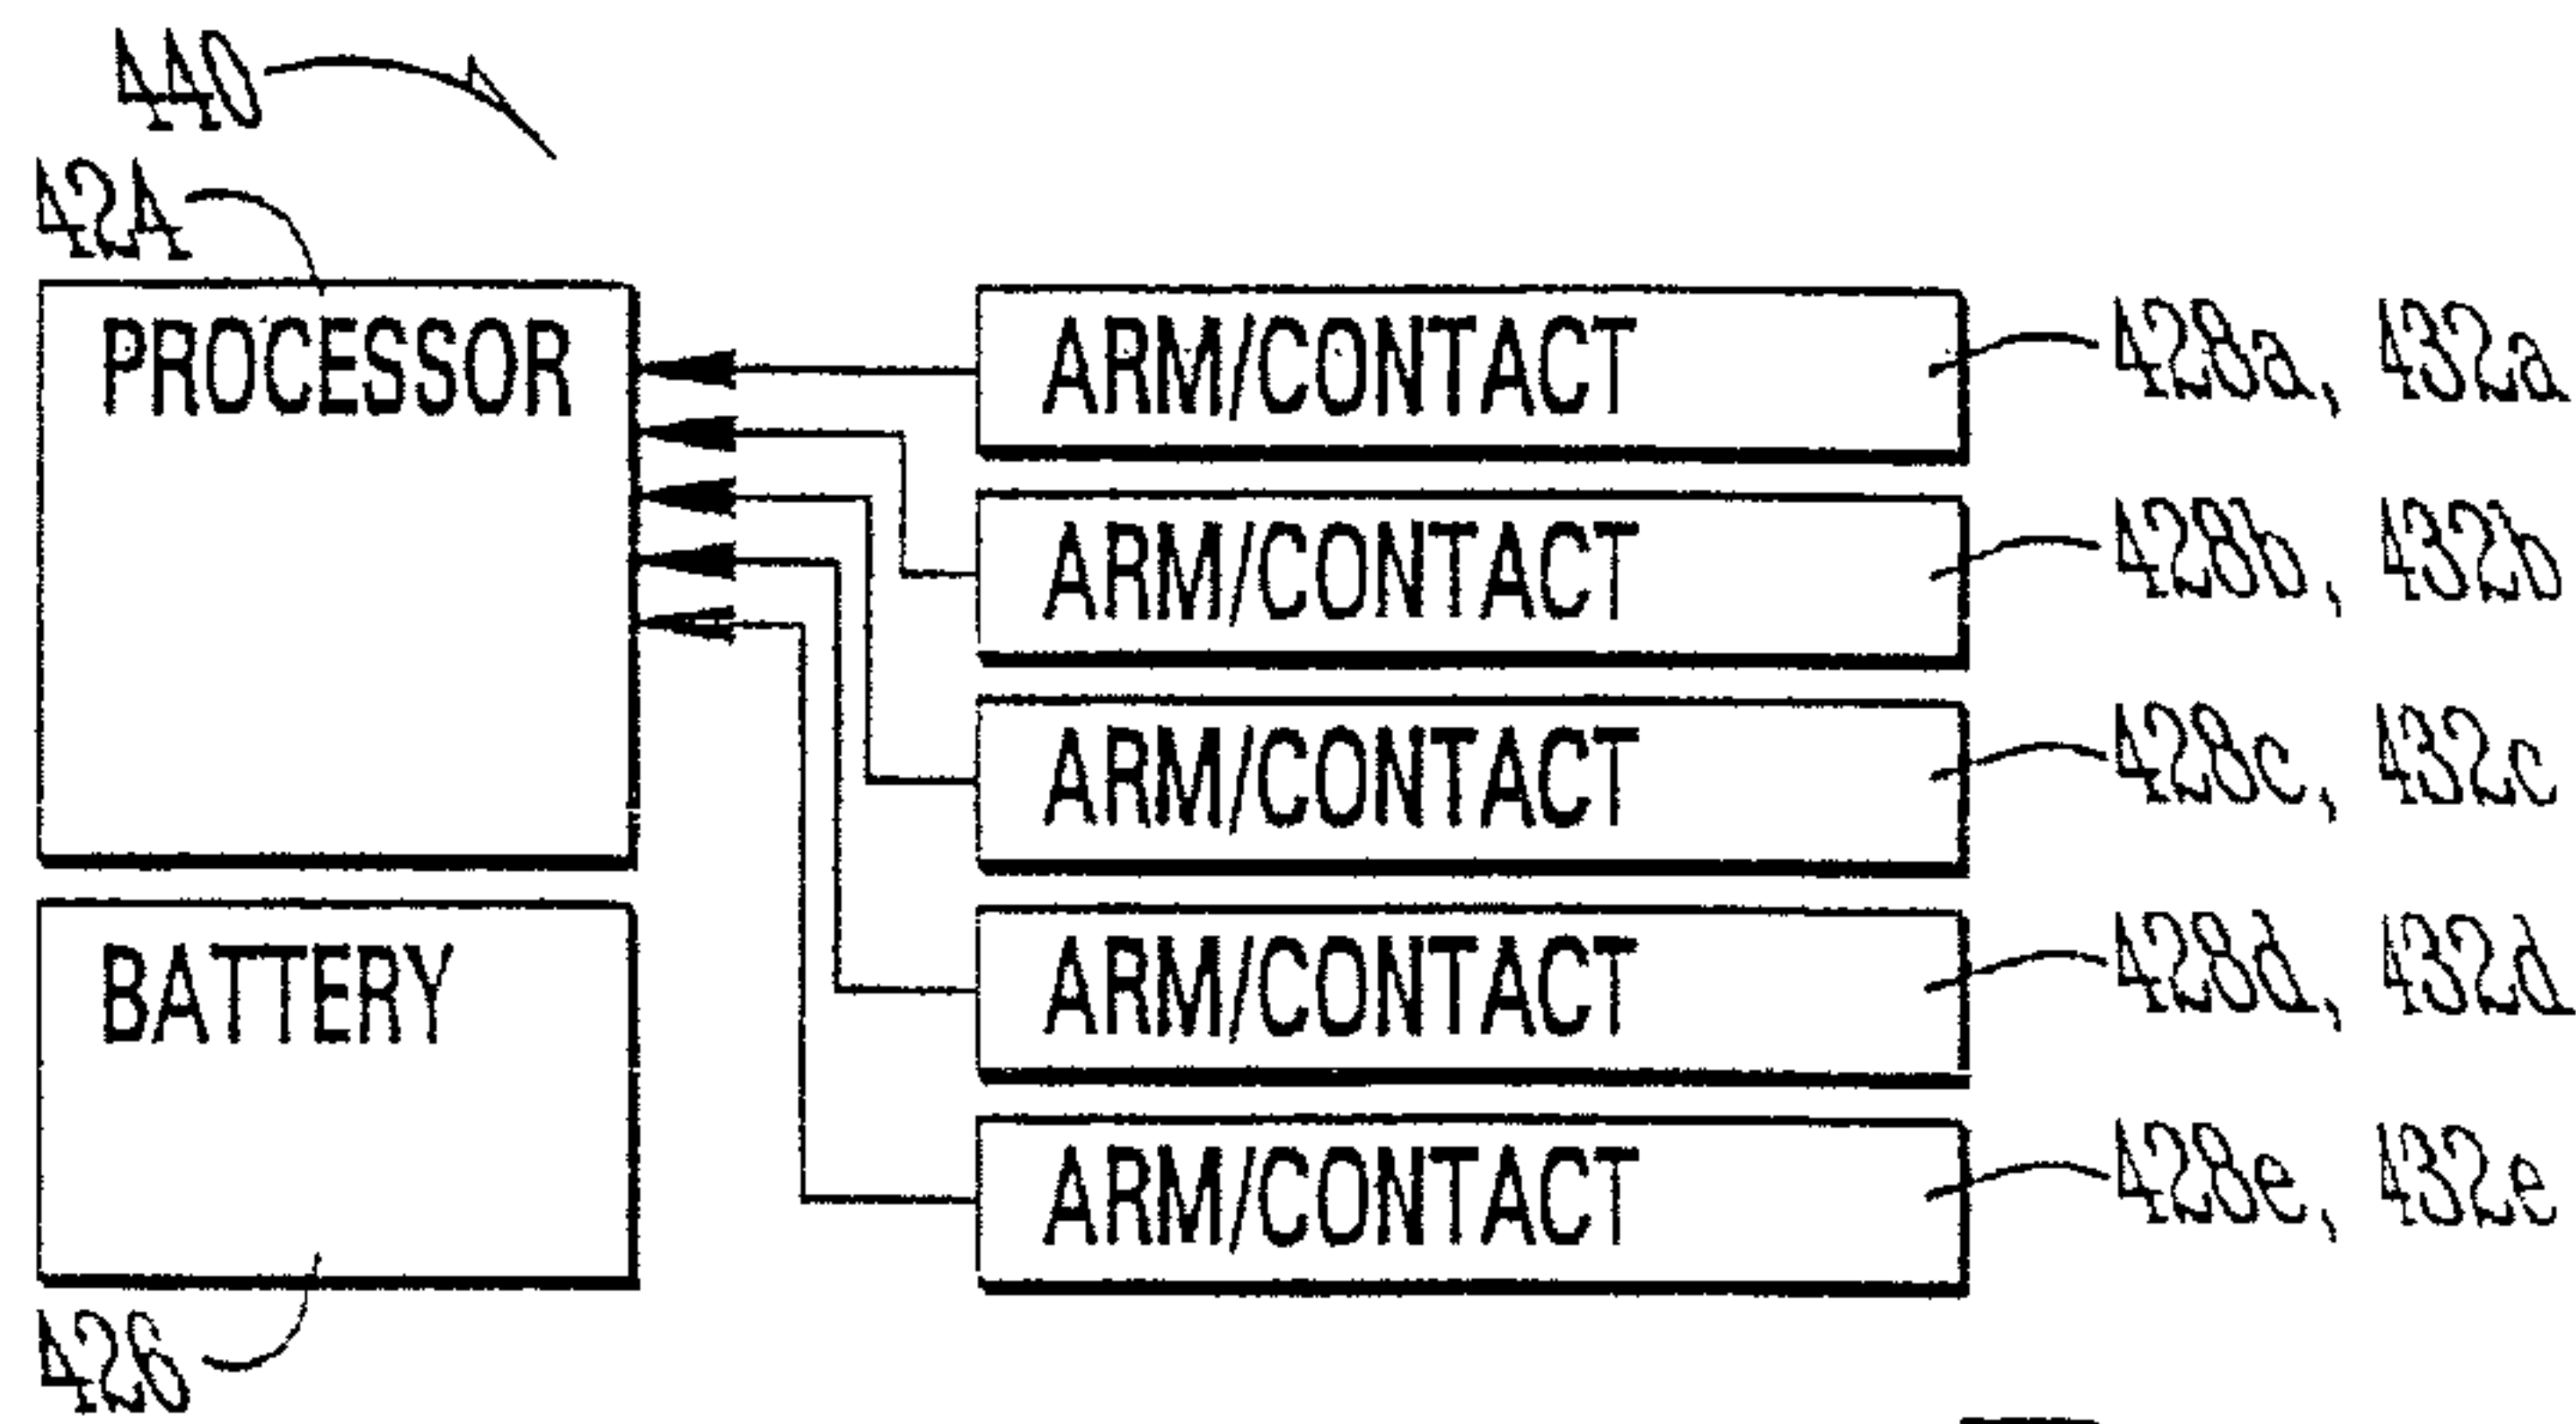 440
424
PROCESSOR
ARM/CONTACT
428a, 432a
ARM/CONTACT
428b, 432b
ARM/CONTACT
428c, 432c
BATTERY
ARM/CONTACT
428d, 432d
ARM/CONTACT
428e, 432e
426